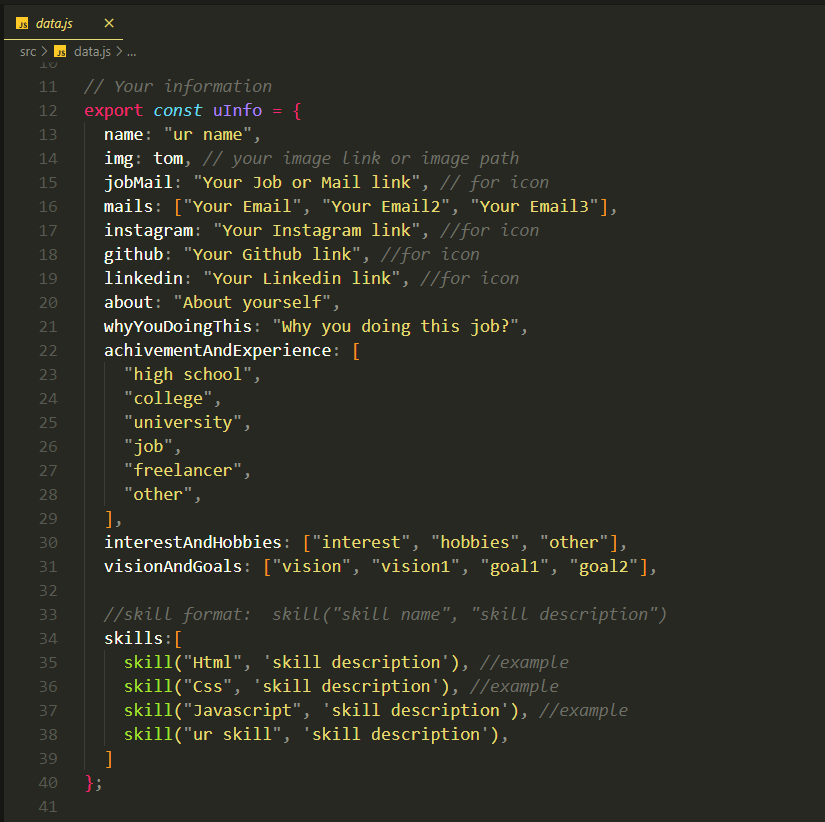 JS data.js ×
src > JS data.js > ...
10
11 // Your information
12 export const uInfo = {
13 name: "ur name",
14 img: tom, // your image link or image path
15 jobMail: "Your Job or Mail link", // for icon
16 mails: ["Your Email", "Your Email2", "Your Email3"],
17 instagram: "Your Instagram link", //for icon
18 github: "Your Github link", //for icon
19 linkedin: "Your Linkedin link", //for icon
20 about: "About yourself",
21 whyYouDoingThis: "Why you doing this job?",
22 achivementAndExperience: [
23 "high school",
24 "college",
25 "university",
26 "job",
27 "freelancer",
28 "other",
29 ],
30 interestAndHobbies: ["interest", "hobbies", "other"],
31 visionAndGoals: ["vision", "vision1", "goal1", "goal2"],
32
33 //skill format:  skill("skill name", "skill description")
34 skills:[
35 skill("Html", 'skill description'), //example
36 skill("Css", 'skill description'), //example
37 skill("Javascript", 'skill description'), //example
38 skill("ur skill", 'skill description'),
39 ]
40 };
41